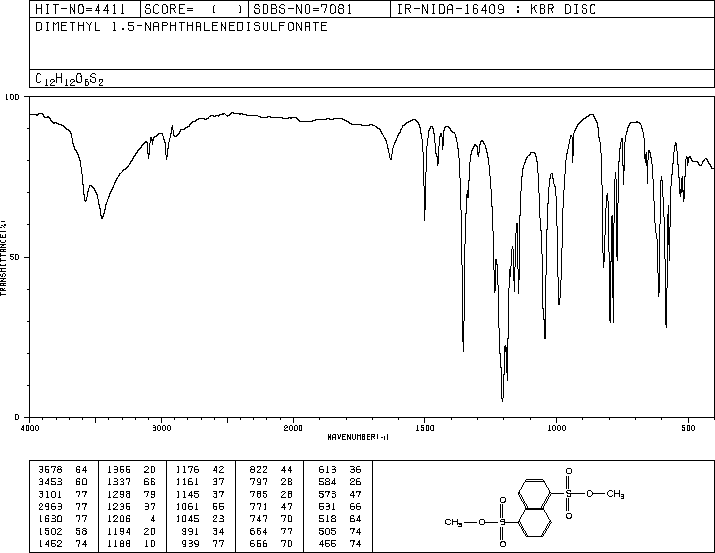 HIT-NO=4411 SCORE= ( ) SDBS-NO=7081 IR-NIDA-16409 : KBR DISC
DIMETHYL 1,5-NAPHTHALENEDISULFONATE
C12H12O6S2
100
50
0
TRANSMITTANCE(%)
4000 3000 2000 1500 1000 500
WAVENUMBER(-1)
3578 64 1355 20 1176 42 822 44 613 36
3453 60 1337 66 1161 37 797 28 584 26
3101 77 1298 79 1145 37 785 28 573 47
2963 77 1235 37 1061 66 771 47 531 66
1630 77 1206 4 1045 23 747 70 518 64
1502 58 1194 20 991 34 664 77 505 74
1452 74 1188 10 939 77 656 70 466 74
O
S O CH3
O
O
CH3 O S
O